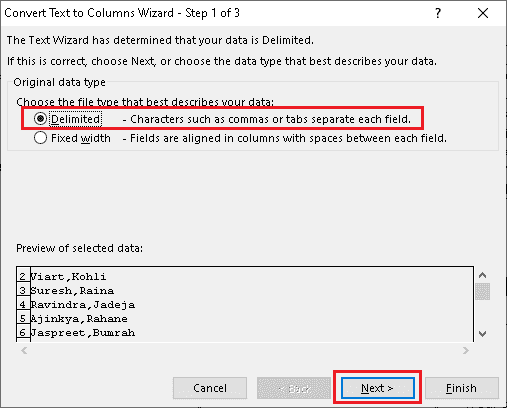 Convert Text to Columns Wizard - Step 1 of 3
The Text Wizard has determined that your data is Delimited.
If this is correct, choose Next, or choose the data type that best describes your data.
Original data type
Choose the file type that best describes your data:
Delimited - Characters such as commas or tabs separate each field.
Fixed width - Fields are aligned in columns with spaces between each field.
Preview of selected data:
2 Viart,Kohli
3 Suresh,Raina
4 Ravindra,Jadeja
5 Ajinkya,Rahane
6 Jaspreet,Bumrah
Cancel < Back Next > Finish